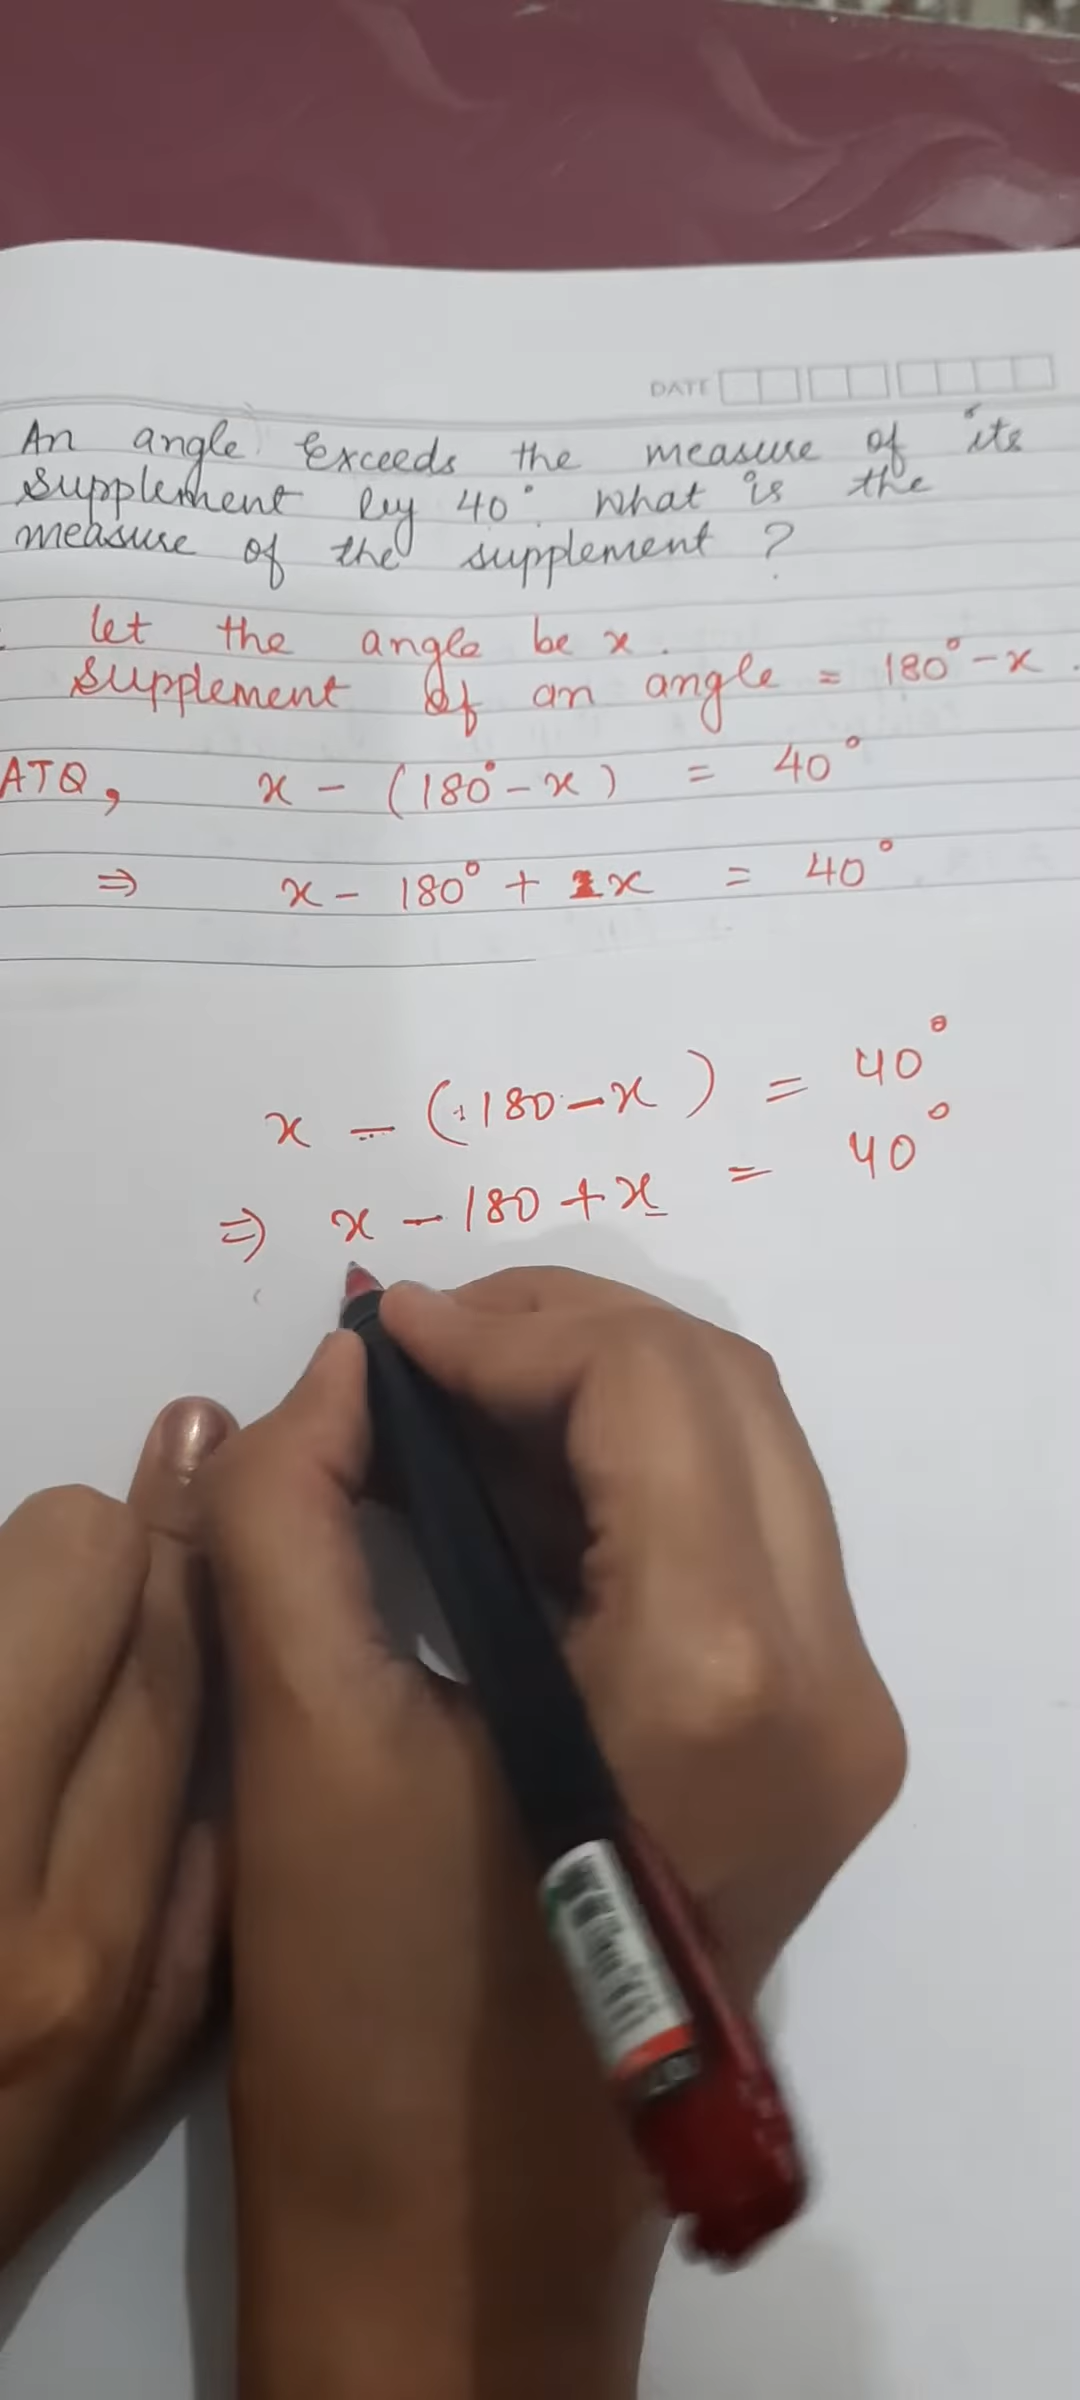 DATE
An angle exceeds the measure of its
supplement by 40°. What is the
measure of the supplement ?
let the angle be x.
Supplement of an angle = 180° - x.
ATQ, x - (180° - x) = 40°
⇒ x - 180° + x = 40°
x - (+180 - x) = 40°
⇒ x - 180 + x = 40°